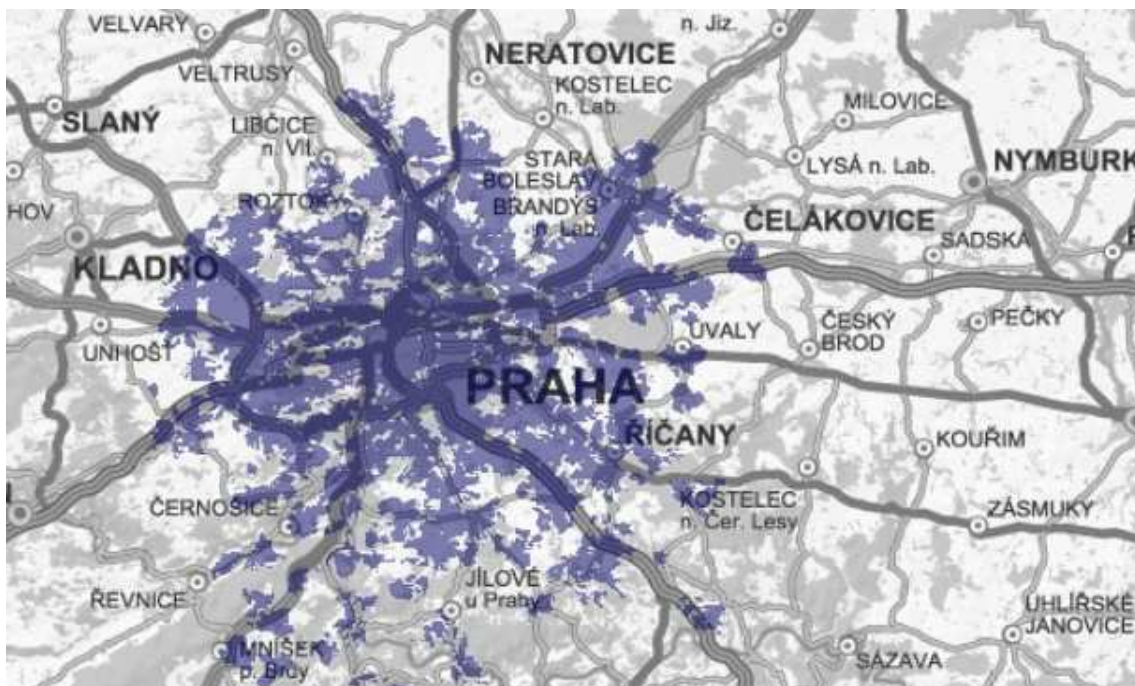 VELVARY
n. Jiz.
NERATOVICE
VELTRUSY
KOSTELEC
n. Lab.
MILOVICE
SLANÝ
LIBČICE
n. Vlt.
STARÁ
BOLESLAV
LYSÁ n. Lab.
NYMBURK
BRANDÝS
n. Lab.
ROZTOKY
HOV
ČELÁKOVICE
SADSKÁ
KLADNO
UNHOŠŤ
ÚVALY
ČESKÝ
BROD
PEČKY
PRAHA
ŘÍČANY
KOUŘIM
ČERNOŠICE
KOSTELEC
n. Čer. Lesy
ZÁSMUKY
ŘEVNICE
JÍLOVÉ
u Prahy
UHLÍŘSKÉ
JANOVICE
MNÍŠEK
p. Brdy
SÁZAVA